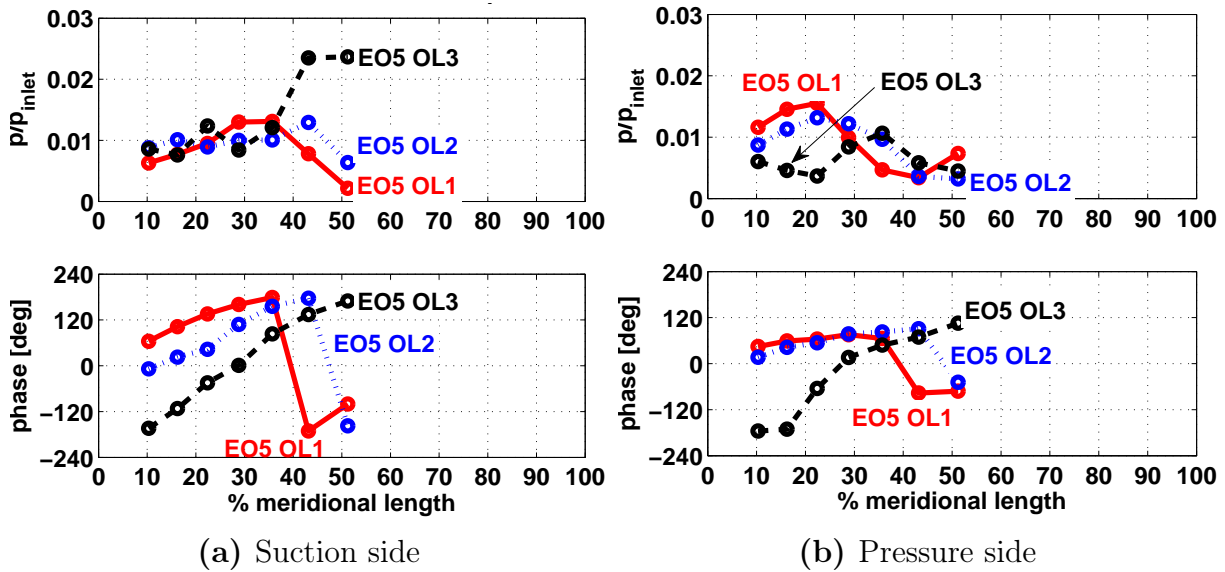 0.03
0.02
0.01
0
p/p_inlet
EO5 OL3
EO5 OL2
EO5 OL1
0 10 20 30 40 50 60 70 80 90 100
240
120
0
−120
−240
phase [deg]
EO5 OL3
EO5 OL2
EO5 OL1
0 10 20 30 40 50 60 70 80 90 100
% meridional length
(a) Suction side
0.03
0.02
0.01
0
p/p_inlet
EO5 OL1
EO5 OL3
EO5 OL2
0 10 20 30 40 50 60 70 80 90 100
240
120
0
−120
−240
phase [deg]
EO5 OL3
EO5 OL2
EO5 OL1
0 10 20 30 40 50 60 70 80 90 100
% meridional length
(b) Pressure side